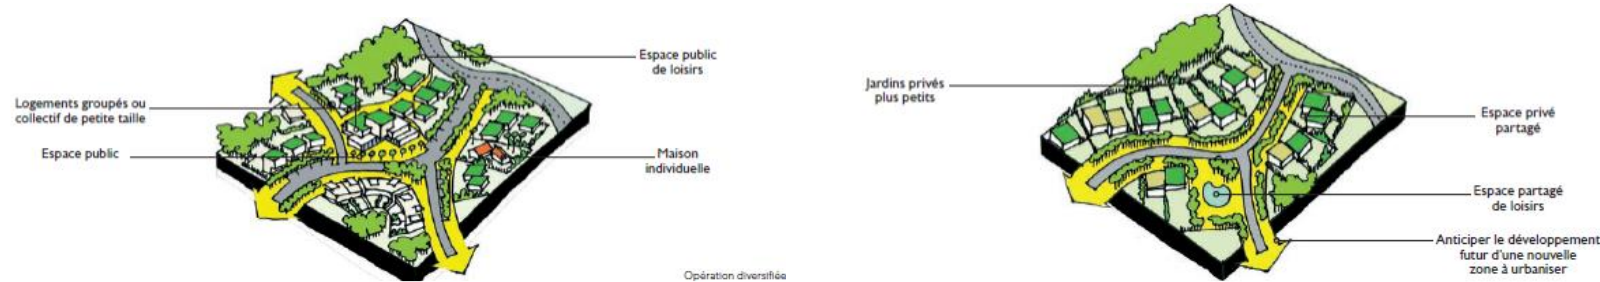 Espace public
de loisirs
Logements groupés ou
collectif de petite taille
Espace public
Maison
individuelle
Opération diversifiée
Jardins privés
plus petits
Espace privé
partagé
Espace partagé
de loisirs
Anticiper le développement
futur d'une nouvelle
zone à urbaniser